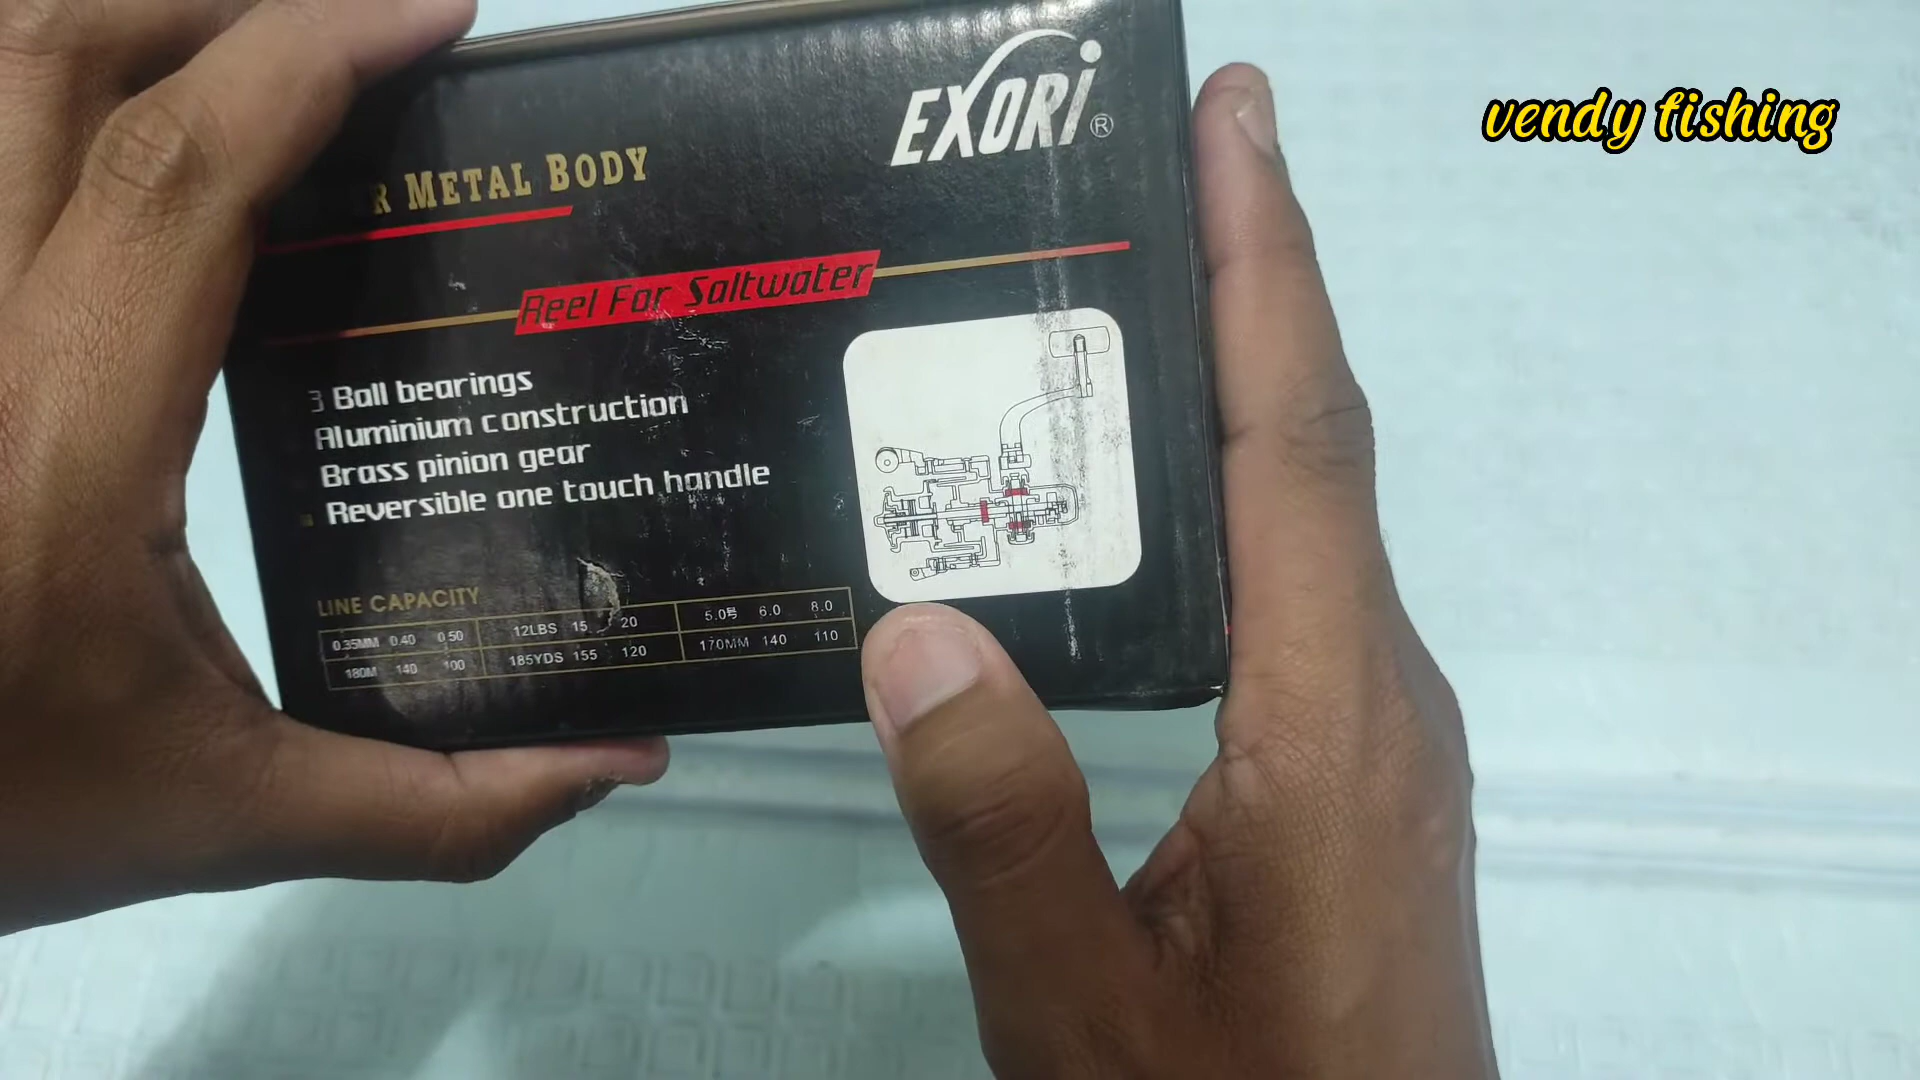 EXORI®
METAL BODY
vendy fishing
Reel For Saltwater
3 Ball bearings
Aluminium construction
Brass pinion gear
Reversible one touch handle
LINE CAPACITY
0.35MM 0.40 0.50 12LBS 15 20 5.0号 6.0 8.0
180M 140 100 185YDS 155 120 170MM 140 110